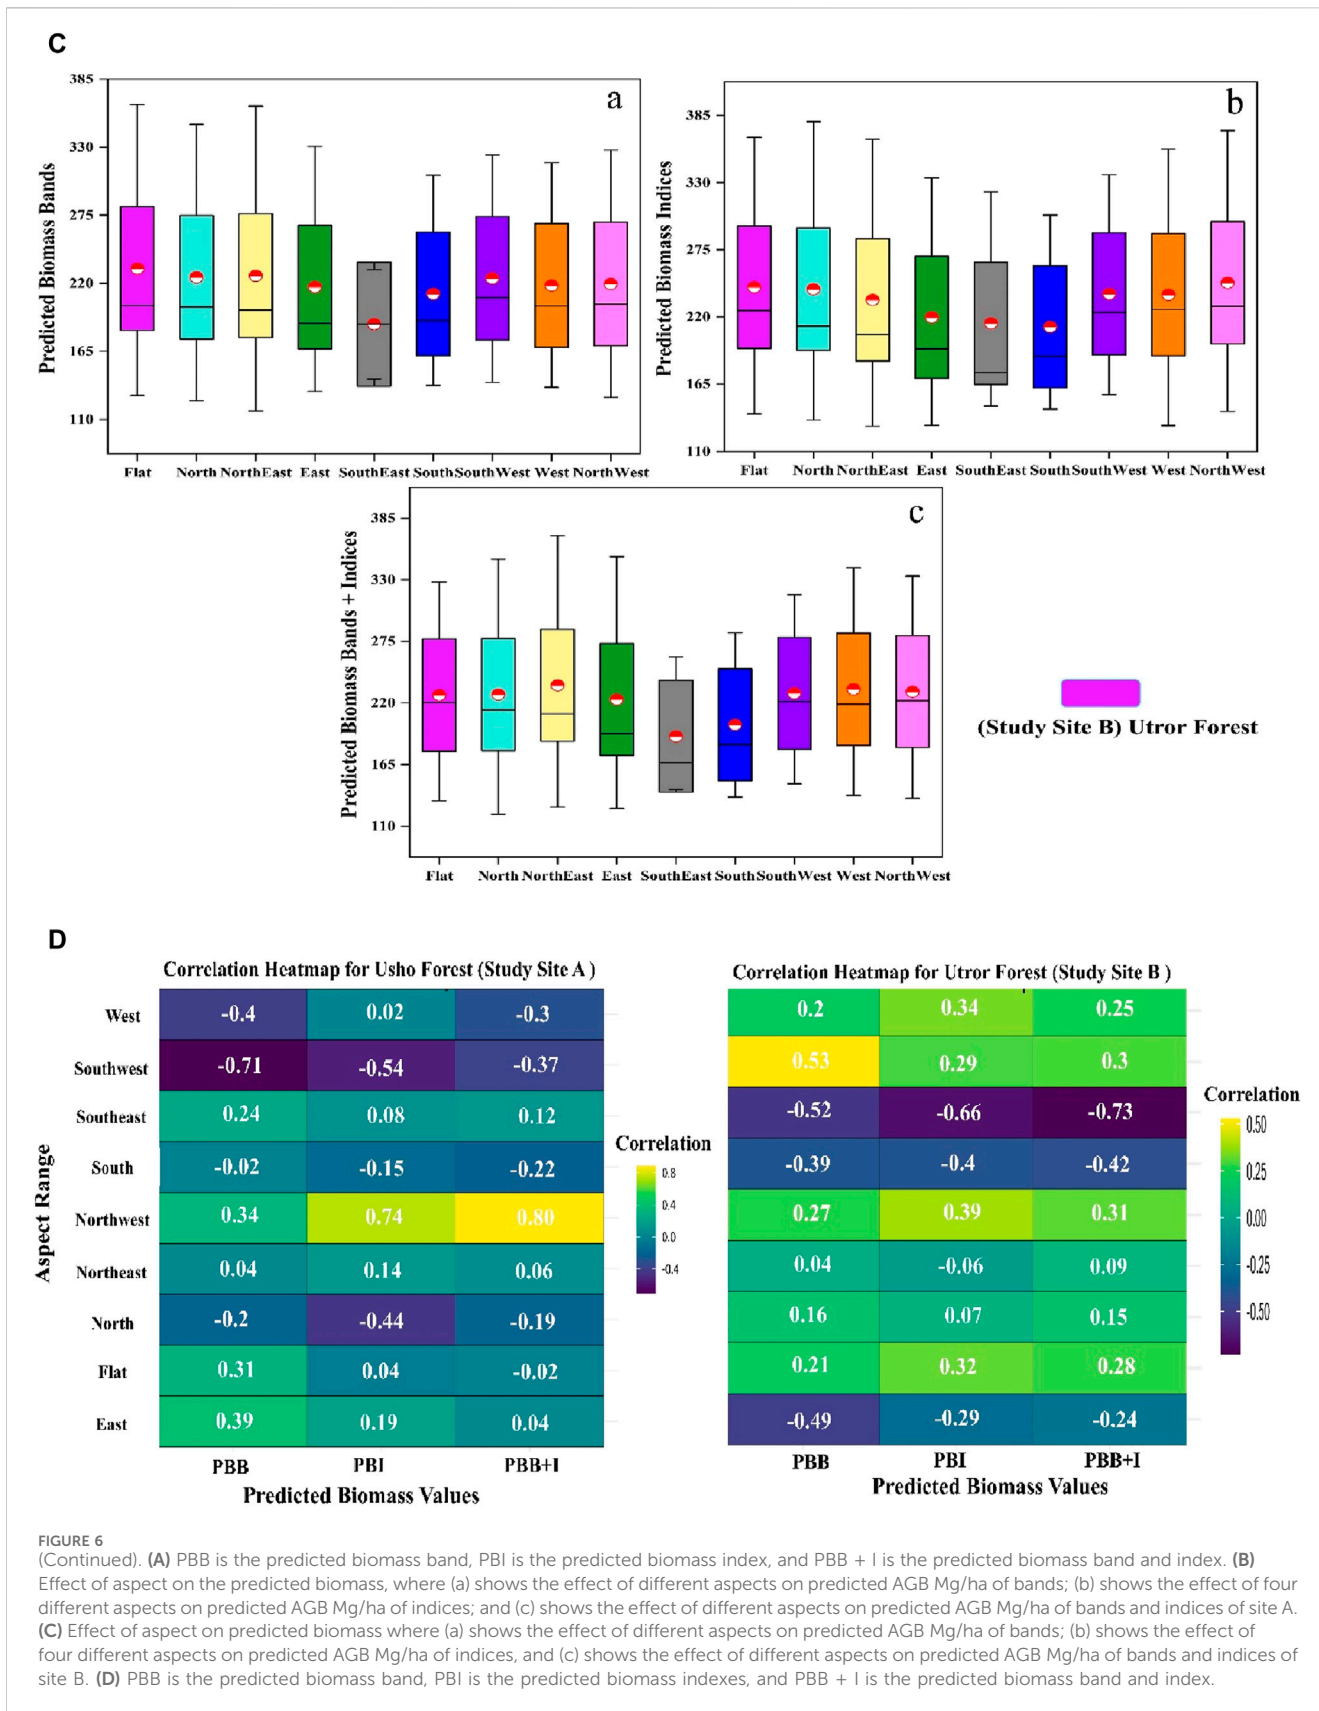 C
a
Predicted Biomass Bands
385
330
275
220
165
110
Flat North NorthEast East SouthEast South SouthWest West NorthWest
b
Predicted Biomass Indices
385
330
275
220
165
110
Flat North NorthEast East SouthEast South SouthWest West NorthWest
c
Predicted Biomass Bands + Indices
385
330
275
220
165
110
Flat North NorthEast East SouthEast South SouthWest West NorthWest
(Study Site B) Utror Forest
D
Correlation Heatmap for Usho Forest (Study Site A )
Aspect Range
West -0.4 0.02 -0.3
Southwest -0.71 -0.54 -0.37
Southeast 0.24 0.08 0.12
South -0.02 -0.15 -0.22
Northwest 0.34 0.74 0.80
Northeast 0.04 0.14 0.06
North -0.2 -0.44 -0.19
Flat 0.31 0.04 -0.02
East 0.39 0.19 0.04
PBB PBI PBB+I
Predicted Biomass Values
Correlation
0.8
0.4
0.0
-0.4
Correlation Heatmap for Utror Forest (Study Site B )
0.2 0.34 0.25
0.53 0.29 0.3
-0.52 -0.66 -0.73
-0.39 -0.4 -0.42
0.27 0.39 0.31
0.04 -0.06 0.09
0.16 0.07 0.15
0.21 0.32 0.28
-0.49 -0.29 -0.24
PBB PBI PBB+I
Predicted Biomass Values
Correlation
0.50
0.25
0.00
-0.25
-0.50
FIGURE 6
(Continued). (A) PBB is the predicted biomass band, PBI is the predicted biomass index, and PBB + I is the predicted biomass band and index. (B)
Effect of aspect on the predicted biomass, where (a) shows the effect of different aspects on predicted AGB Mg/ha of bands; (b) shows the effect of four
different aspects on predicted AGB Mg/ha of indices; and (c) shows the effect of different aspects on predicted AGB Mg/ha of bands and indices of site A.
(C) Effect of aspect on predicted biomass where (a) shows the effect of different aspects on predicted AGB Mg/ha of bands; (b) shows the effect of
four different aspects on predicted AGB Mg/ha of indices, and (c) shows the effect of different aspects on predicted AGB Mg/ha of bands and indices of
site B. (D) PBB is the predicted biomass band, PBI is the predicted biomass indexes, and PBB + I is the predicted biomass band and index.